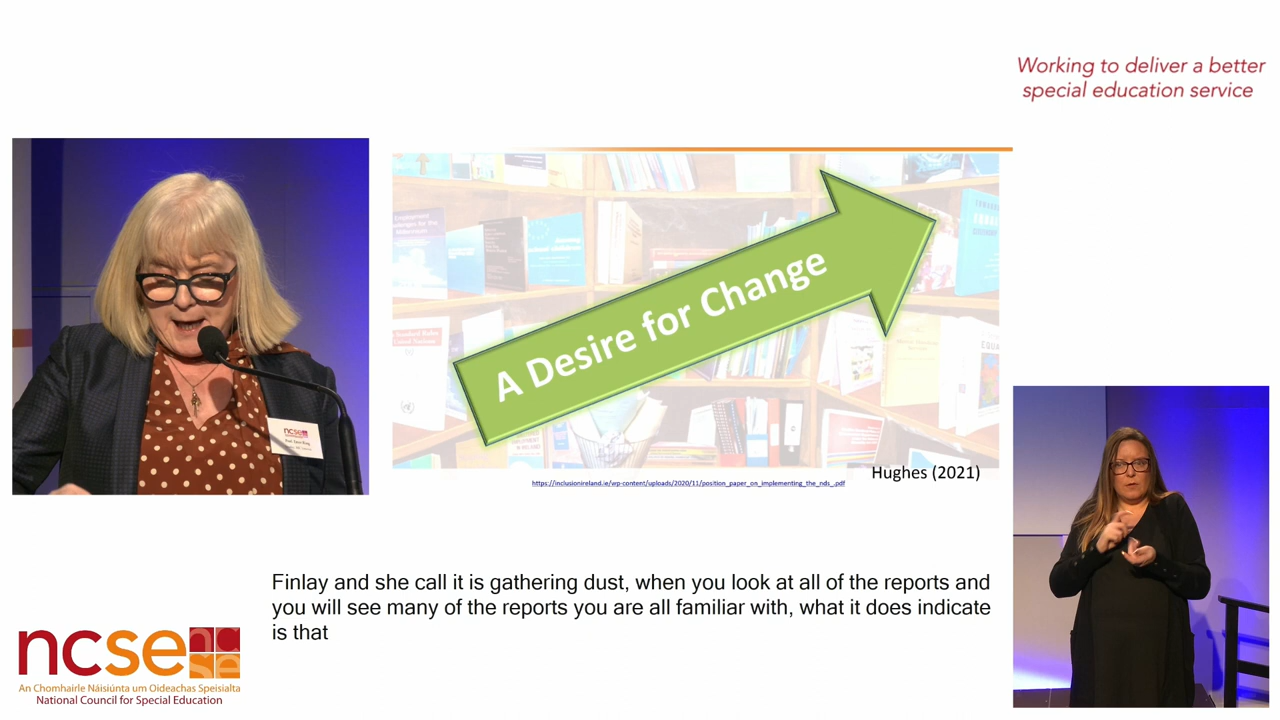 Working to deliver a better
special education service
A Desire for Change
Hughes (2021)
https://inclusionireland.ie/wp-content/uploads/2020/11/position_paper_on_implementing_the_nds_.pdf
ncse
Finlay and she call it is gathering dust, when you look at all of the reports and
you will see many of the reports you are all familiar with, what it does indicate
is that
ncse
An Chomhairle Náisiúnta um Oideachas Speisialta
National Council for Special Education